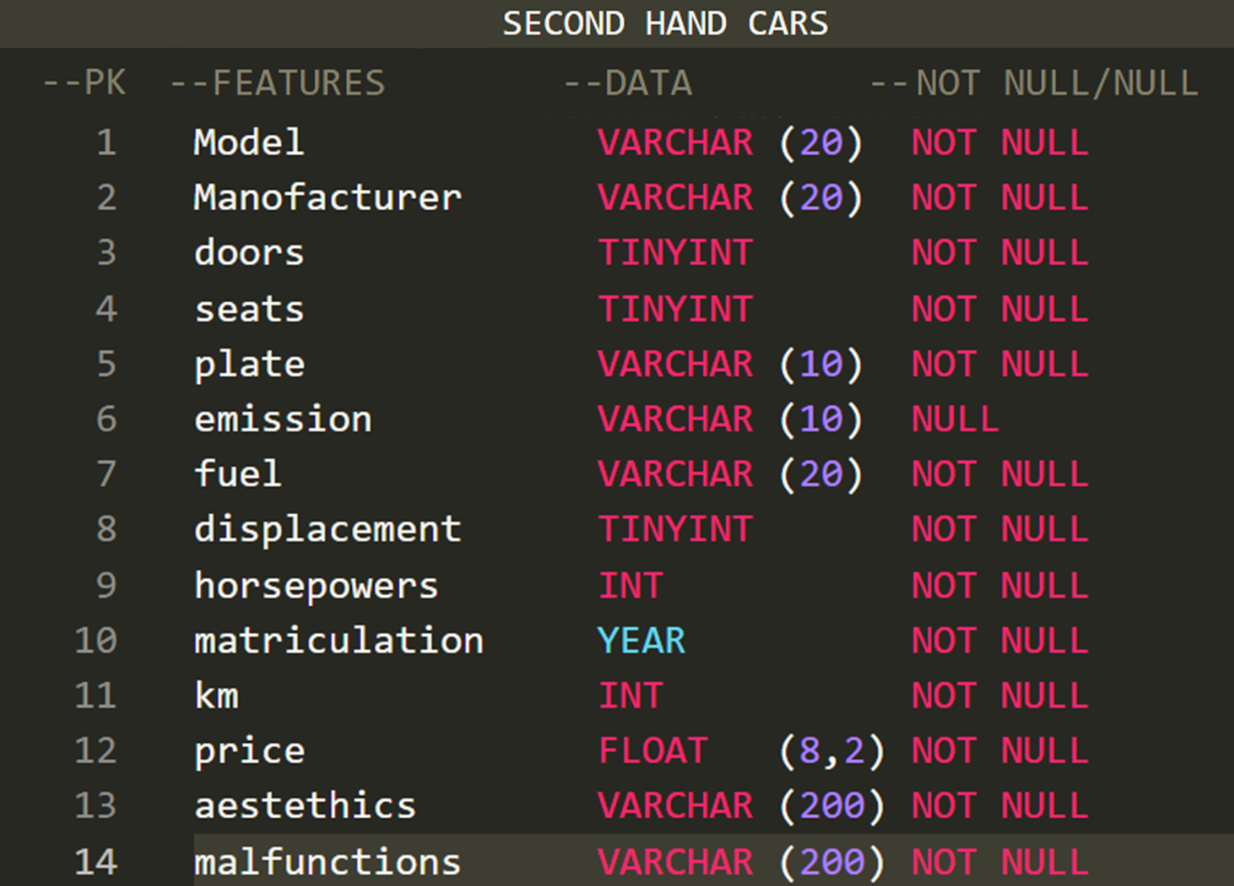 SECOND HAND CARS
--PK --FEATURES --DATA --NOT NULL/NULL
1 Model VARCHAR (20) NOT NULL
2 Manofacturer VARCHAR (20) NOT NULL
3 doors TINYINT NOT NULL
4 seats TINYINT NOT NULL
5 plate VARCHAR (10) NOT NULL
6 emission VARCHAR (10) NULL
7 fuel VARCHAR (20) NOT NULL
8 displacement TINYINT NOT NULL
9 horsepowers INT NOT NULL
10 matriculation YEAR NOT NULL
11 km INT NOT NULL
12 price FLOAT (8,2) NOT NULL
13 aestethics VARCHAR (200) NOT NULL
14 malfunctions VARCHAR (200) NOT NULL